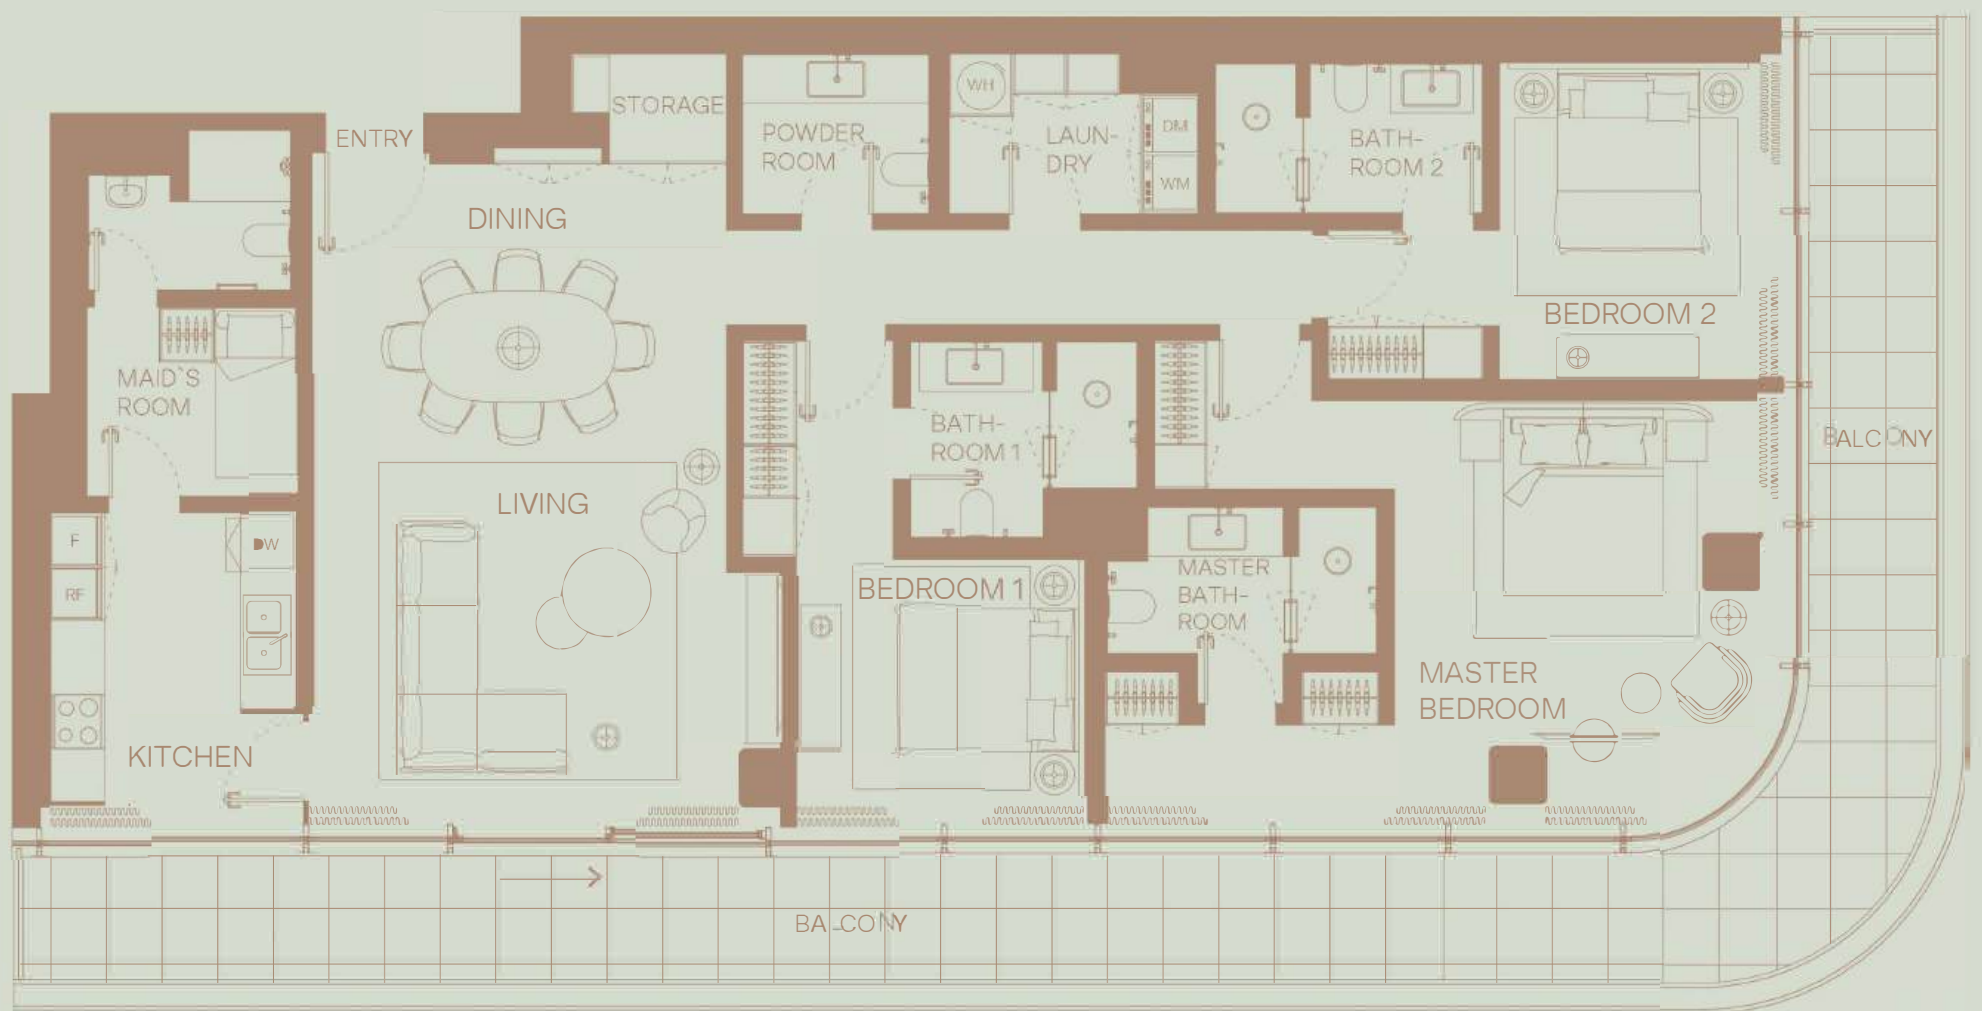 ENTRY
STORAGE
DINING
POWDER
ROOM
WH
LAUN-
DRY
DM
WM
BATH-
ROOM 2
BEDROOM 2
MAID`S
ROOM
BATH-
ROOM 1
BALCONY
LIVING
F
RF
DW
BEDROOM 1
MASTER
BATH-
ROOM
MASTER
BEDROOM
KITCHEN
BALCONY